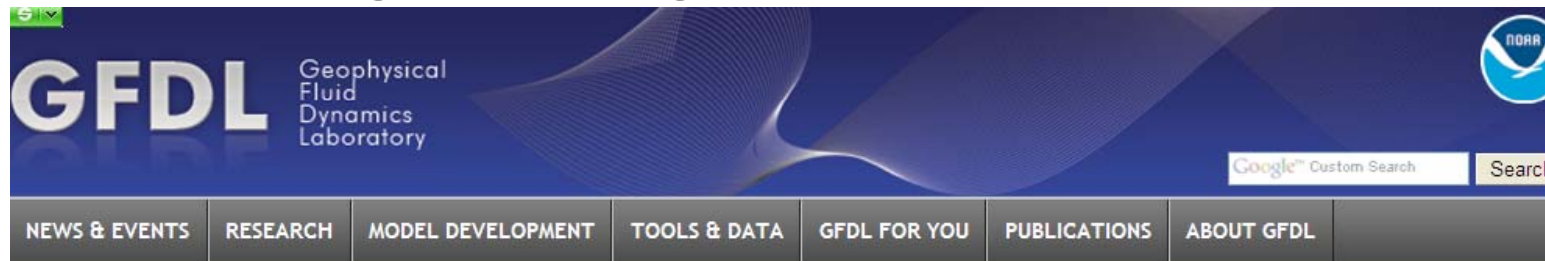 S
GFDL
Geophysical
Fluid
Dynamics
Laboratory
NOAA
Google™ Custom Search
Search
NEWS & EVENTS RESEARCH MODEL DEVELOPMENT TOOLS & DATA GFDL FOR YOU PUBLICATIONS ABOUT GFDL